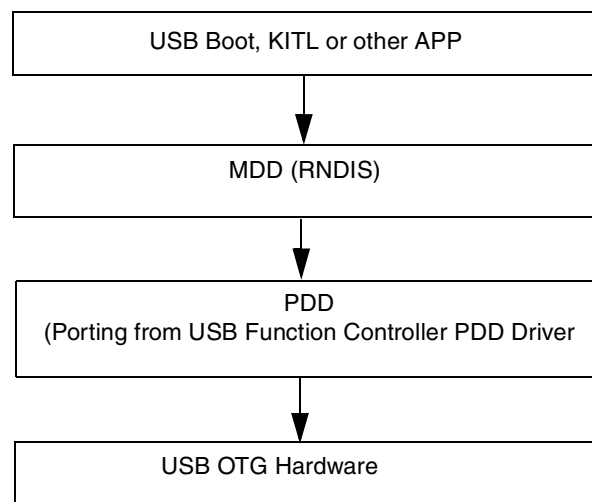 USB Boot, KITL or other APP
MDD (RNDIS)
PDD
(Porting from USB Function Controller PDD Driver
USB OTG Hardware